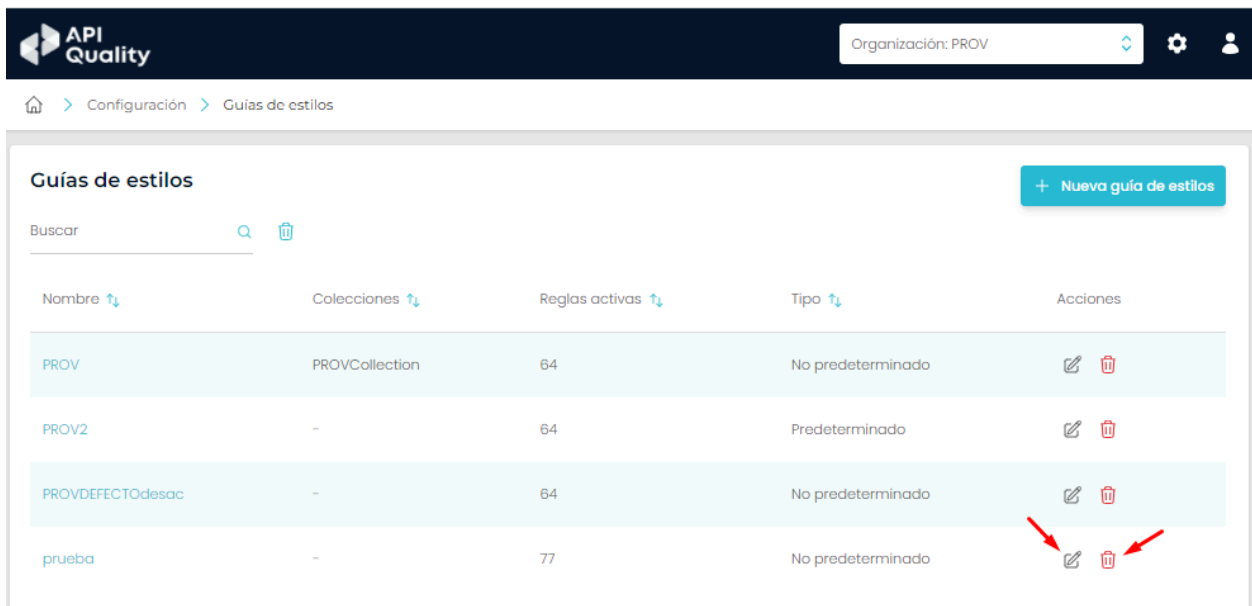 API
Quality
Organización: PROV
Configuración > Guías de estilos
Guías de estilos
+ Nueva guía de estilos
Buscar
Nombre Colecciones Reglas activas Tipo Acciones
PROV PROVCollection 64 No predeterminado
PROV2 - 64 Predeterminado
PROVDEFECTOdesac - 64 No predeterminado
prueba - 77 No predeterminado